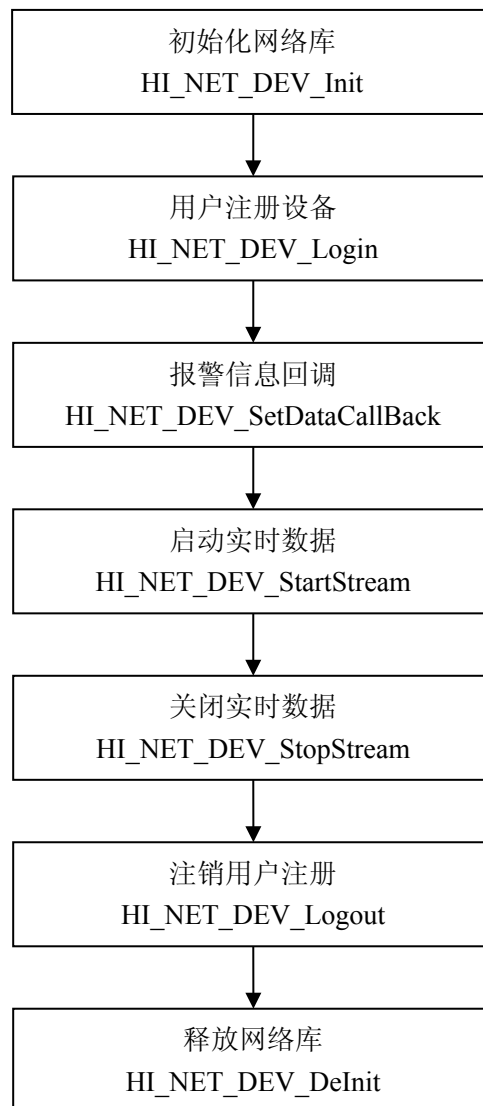 初始化网络库
HI_NET_DEV_Init
用户注册设备
HI_NET_DEV_Login
报警信息回调
HI_NET_DEV_SetDataCallBack
启动实时数据
HI_NET_DEV_StartStream
关闭实时数据
HI_NET_DEV_StopStream
注销用户注册
HI_NET_DEV_Logout
释放网络库
HI_NET_DEV_DeInit